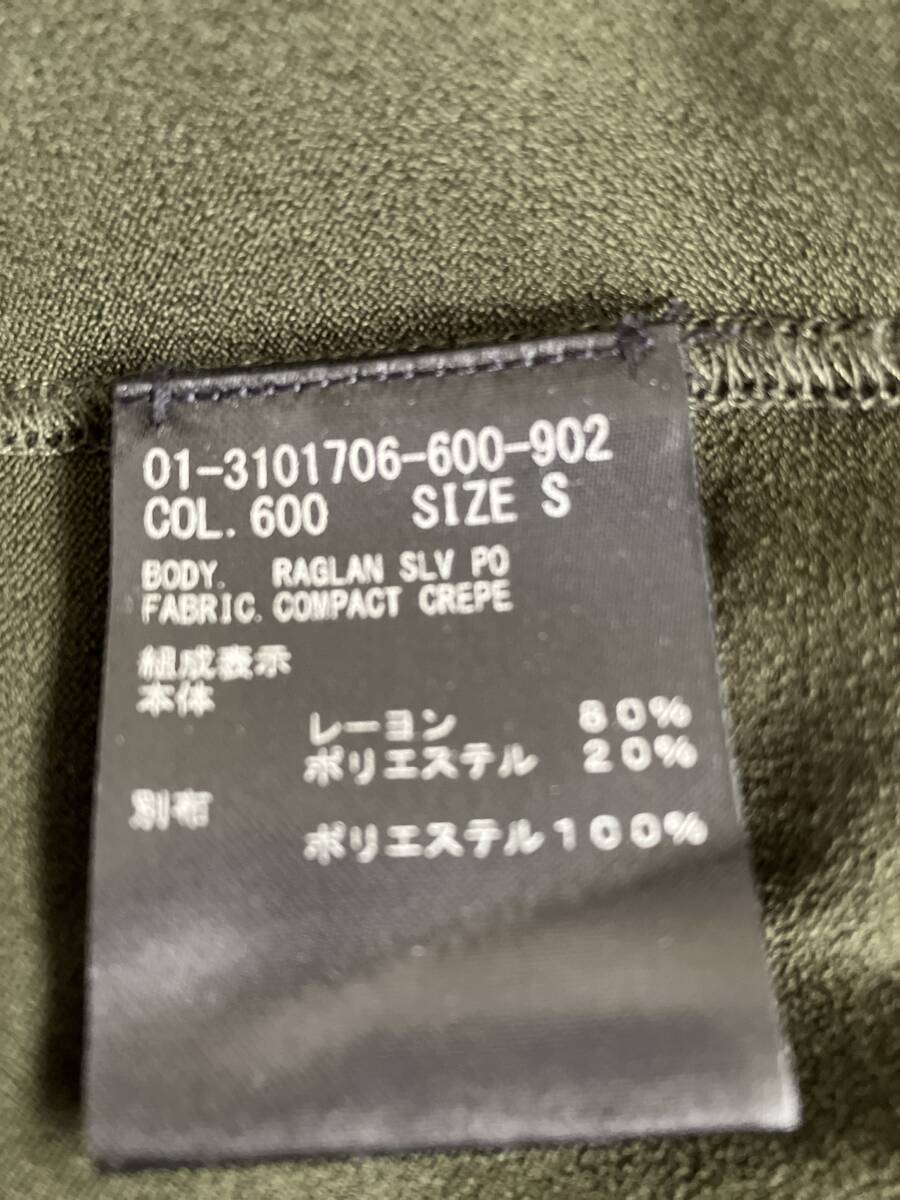 01-3101706-600-902
COL. 600 SIZE S
BODY. RAGLAN SLV PO
FABRIC. COMPACT CREPE
組成表示
本体
レーヨン 80%
ポリエステル 20%
別布
ポリエステル100%